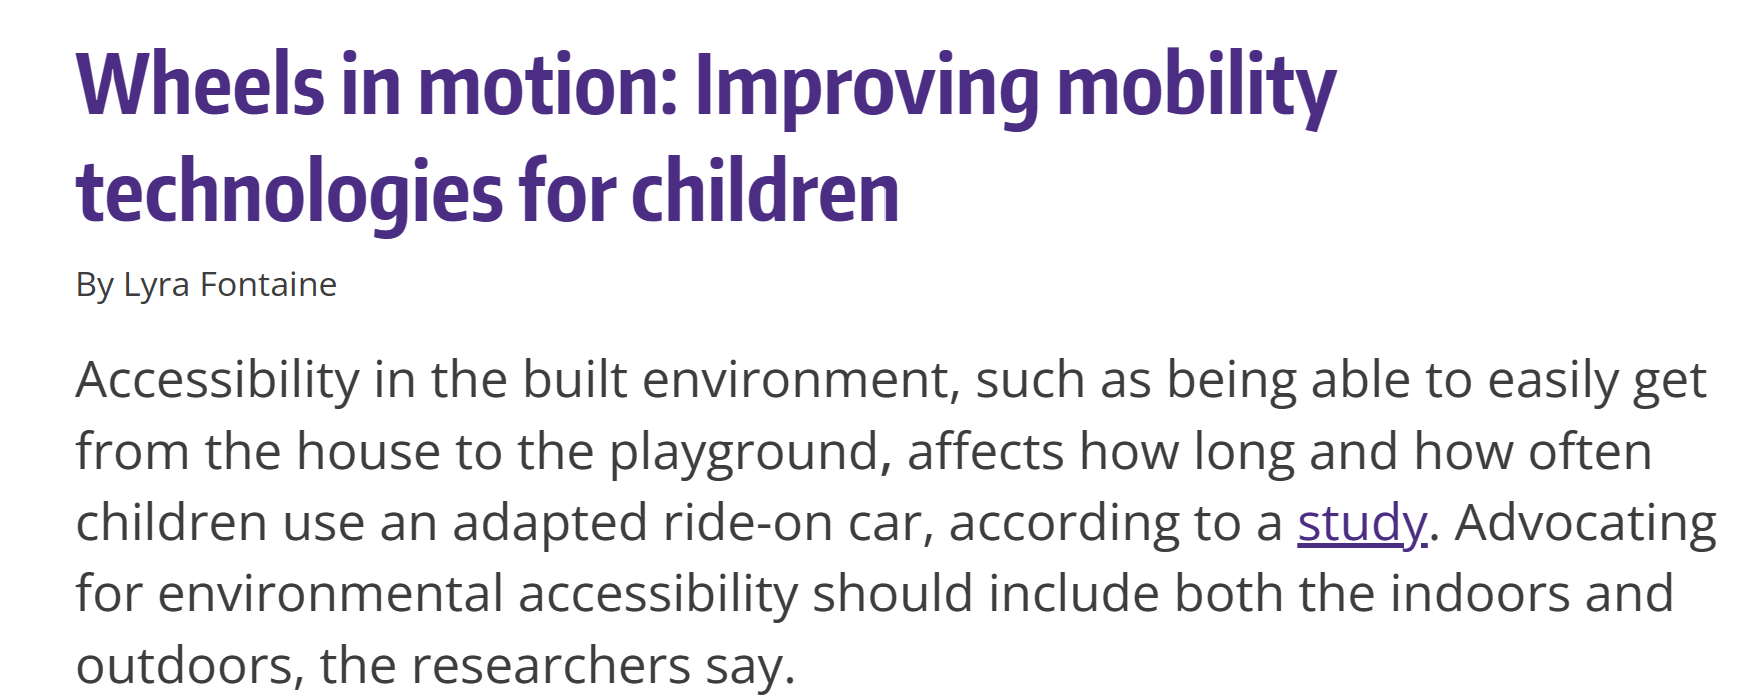 Wheels in motion: Improving mobility
technologies for children
By Lyra Fontaine
Accessibility in the built environment, such as being able to easily get
from the house to the playground, affects how long and how often
children use an adapted ride-on car, according to a study. Advocating
for environmental accessibility should include both the indoors and
outdoors, the researchers say.